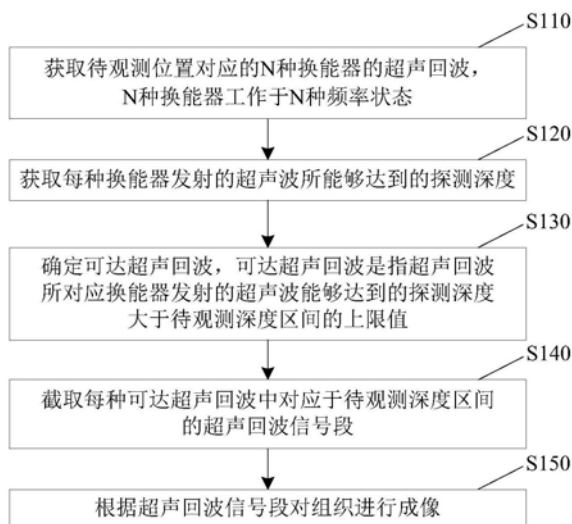 S110
获取待观测位置对应的N种换能器的超声回波，
N种换能器工作于N种频率状态
S120
获取每种换能器发射的超声波所能够达到的探测深度
S130
确定可达超声回波，可达超声回波是指超声回波
所对应换能器发射的超声波能够达到的探测深度
大于待观测深度区间的上限值
S140
截取每种可达超声回波中对应于待观测深度区间
的超声回波信号段
S150
根据超声回波信号段对组织进行成像